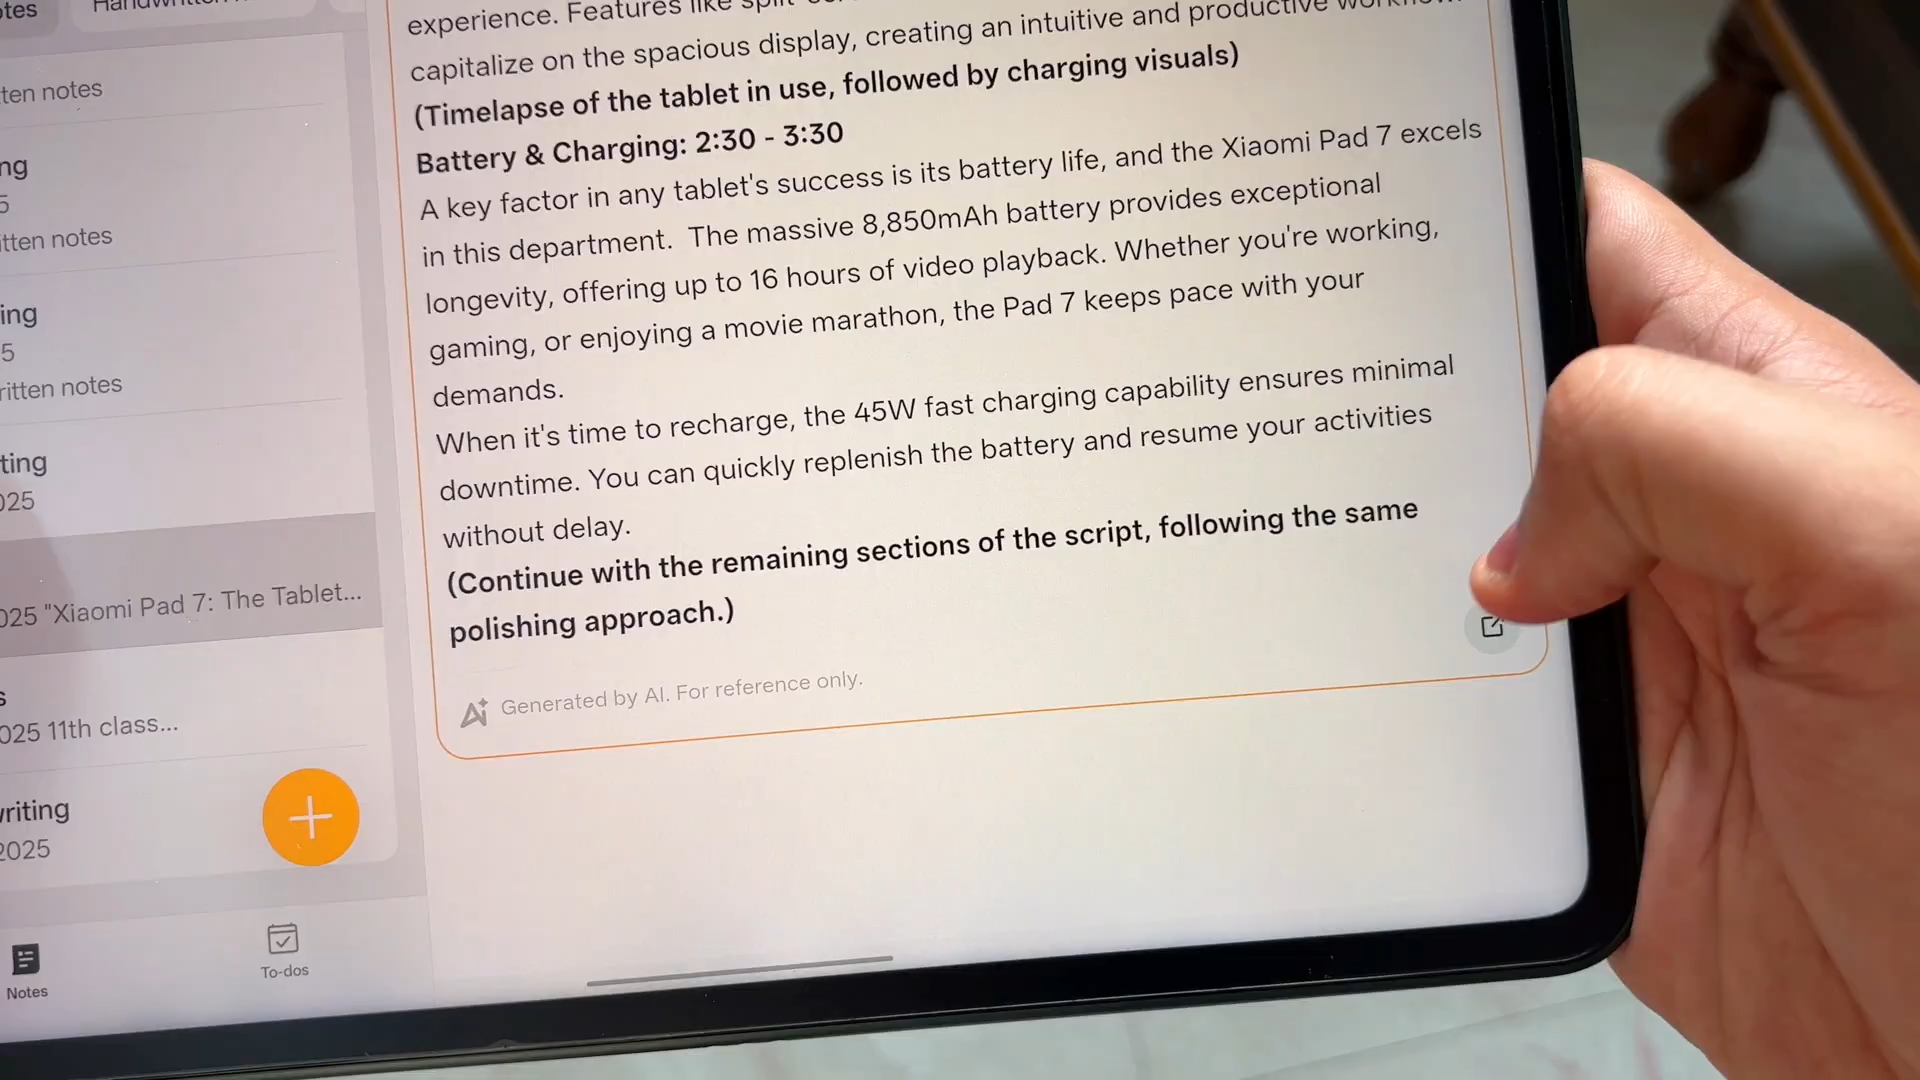 otes
Handwritten
ten notes
ng
5
itten notes
ing
5
ritten notes
ting
025
025 "Xiaomi Pad 7: The Tablet...
s
025 11th class...
writing
2025
Notes
To-dos
experience. Features like
capitalize on the spacious display, creating an intuitive and productive
(Timelapse of the tablet in use, followed by charging visuals)
Battery & Charging: 2:30 - 3:30
A key factor in any tablet's success is its battery life, and the Xiaomi Pad 7 excels
in this department. The massive 8,850mAh battery provides exceptional
longevity, offering up to 16 hours of video playback. Whether you're working,
gaming, or enjoying a movie marathon, the Pad 7 keeps pace with your
demands.
When it's time to recharge, the 45W fast charging capability ensures minimal
downtime. You can quickly replenish the battery and resume your activities
without delay.
(Continue with the remaining sections of the script, following the same
polishing approach.)
Ai Generated by AI. For reference only.